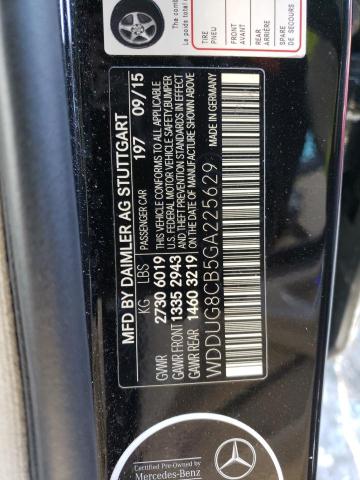 TIRE
PNEU
FRONT
AVANT
REAR
ARRIÈRE
SPARE
DE SECOURS
MFD BY DAIMLER AG STUTTGART
PASSENGER CAR 197 09/15
KG LBS
GVWR 2730 6019
GAWR FRONT 1335 2943
GAWR REAR 1460 3219
THIS VEHICLE CONFORMS TO ALL APPLICABLE
U.S. FEDERAL MOTOR VEHICLE SAFETY, BUMPER
AND THEFT PREVENTION STANDARDS IN EFFECT
ON THE DATE OF MANUFACTURE SHOWN ABOVE
WDDUG8CB5GA225629
MADE IN GERMANY
Certified Pre-Owned by
Mercedes-Benz